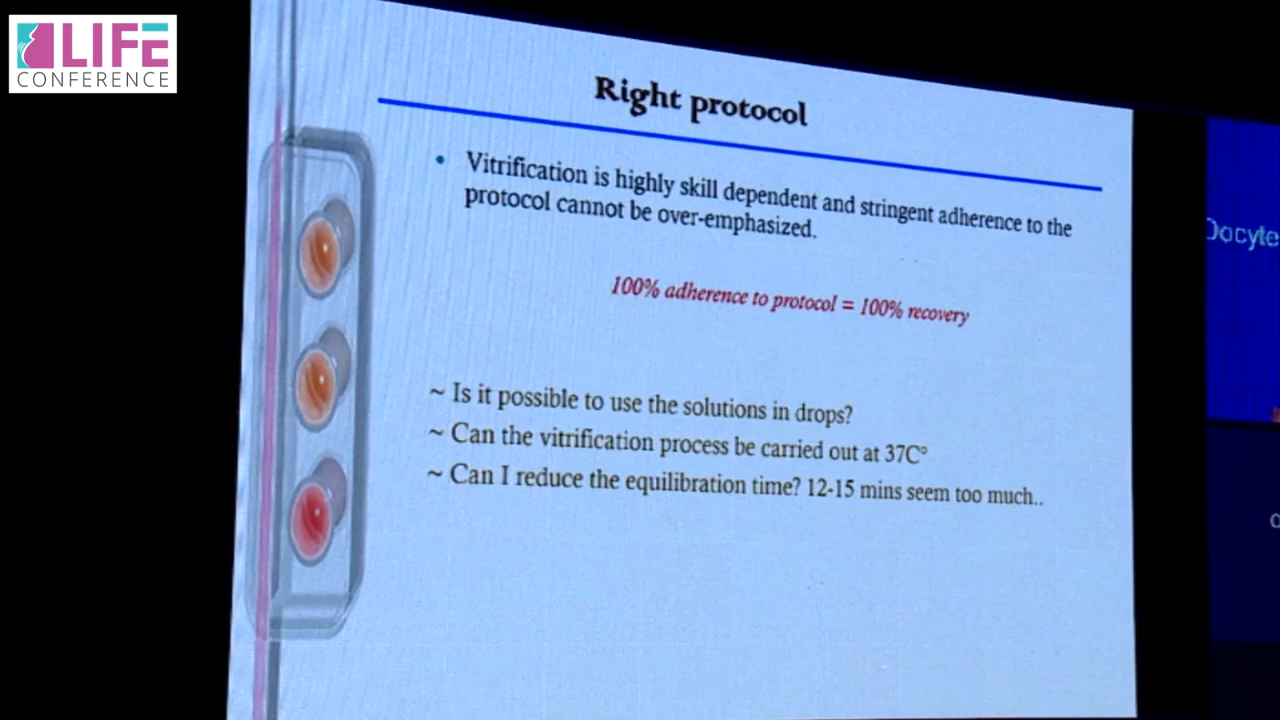 LIFE
CONFERENCE
Right protocol
• Vitrification is highly skill dependent and stringent adherence to the
protocol cannot be over-emphasized.
100% adherence to protocol = 100% recovery
~ Is it possible to use the solutions in drops?
~ Can the vitrification process be carried out at 37C°
~ Can I reduce the equilibration time? 12-15 mins seem too much..
Oocyte